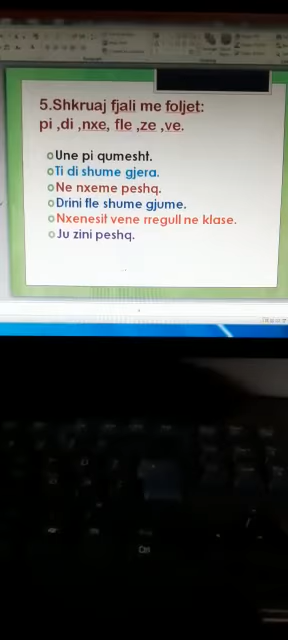 5.Shkruaj fjali me foljet:
pi ,di ,nxe, fle ,ze ,ve.
Une pi qumesht.
Ti di shume gjera.
Ne nxeme peshq.
Drini fle shume gjume.
Nxenesit vene rregull ne klase.
Ju zini peshq.
Ctrl